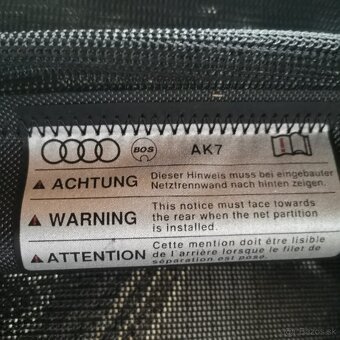 BOS AK7
ACHTUNG Dieser Hinweis muss bei eingebauter
Netztrennwand nach hinten zeigen.
WARNING This notice must face towards
the rear when the net partition
is installed.
ATTENTION Cette mention doit être lisible
de l'arrière lorsque le filet de
séparation est posé.
Bazos.sk